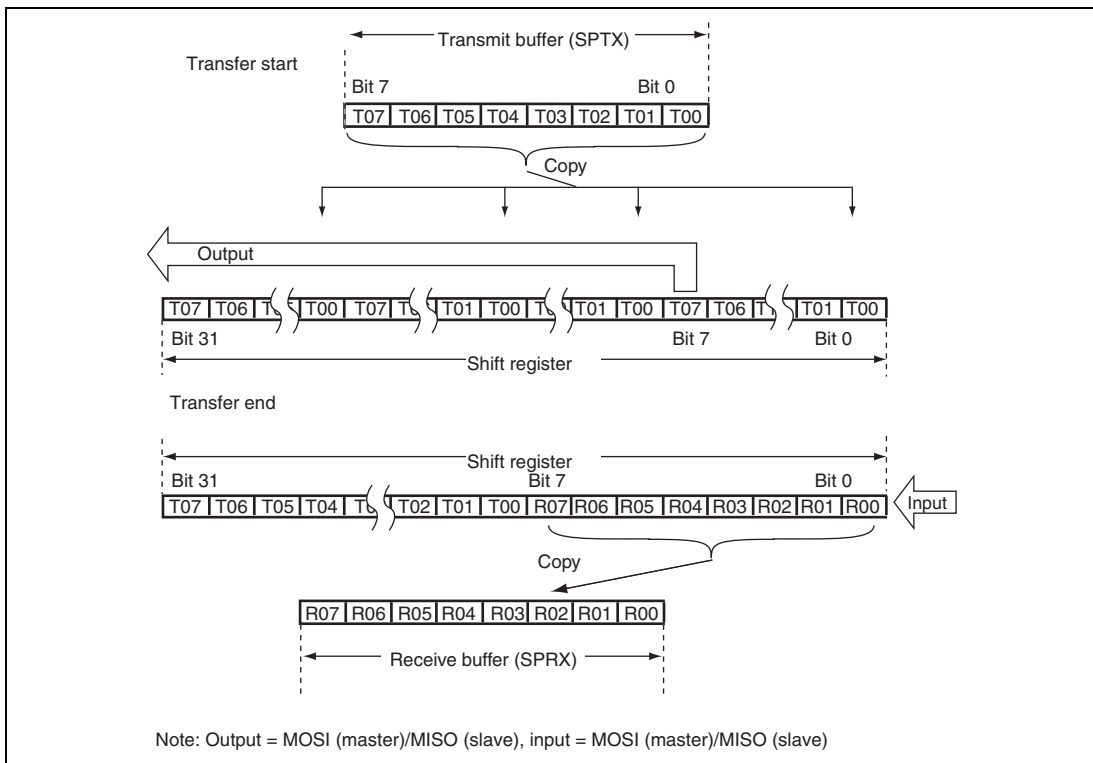 Transmit buffer (SPTX)
Transfer start
Bit 7 Bit 0
T07 T06 T05 T04 T03 T02 T01 T00
Copy
Output
T07 T06 T00 T07 T01 T00 T01 T00 T07 T06 T01 T00
Bit 31 Bit 7 Bit 0
Shift register
Transfer end
Shift register
Bit 31 Bit 7 Bit 0
T07 T06 T05 T04 T02 T01 T00 R07 R06 R05 R04 R03 R02 R01 R00
Input
Copy
R07 R06 R05 R04 R03 R02 R01 R00
Receive buffer (SPRX)
Note: Output = MOSI (master)/MISO (slave), input = MOSI (master)/MISO (slave)